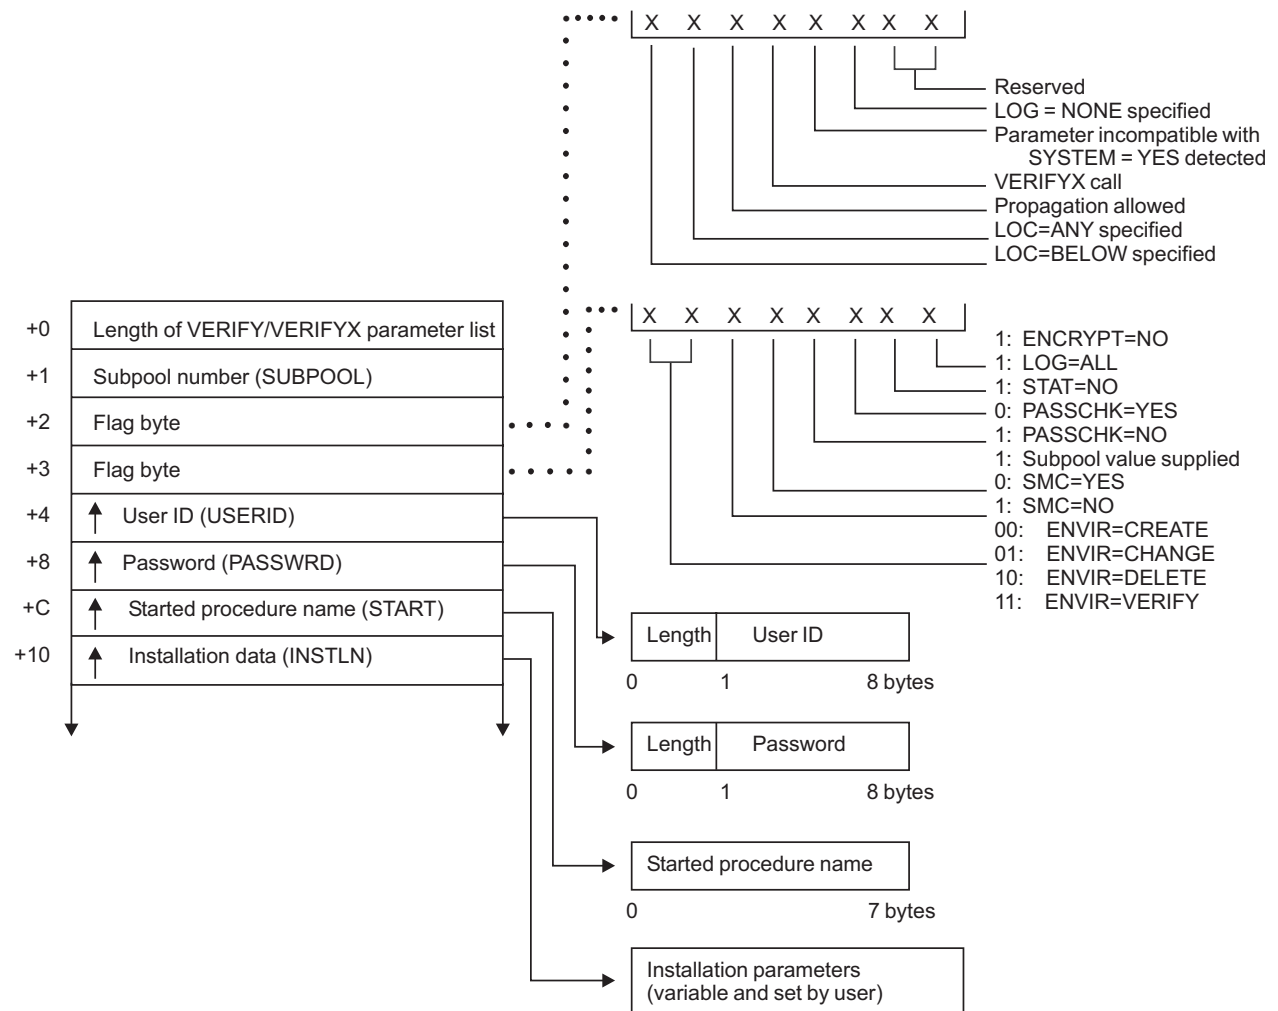 X X X X X X X X
Reserved
LOG = NONE specified
Parameter incompatible with
SYSTEM = YES detected
VERIFYX call
Propagation allowed
LOC=ANY specified
LOC=BELOW specified
+0 Length of VERIFY/VERIFYX parameter list
+1 Subpool number (SUBPOOL)
+2 Flag byte
+3 Flag byte
+4 User ID (USERID)
+8 Password (PASSWRD)
+C Started procedure name (START)
+10 Installation data (INSTLN)
X X X X X X X X
1: ENCRYPT=NO
1: LOG=ALL
1: STAT=NO
0: PASSCHK=YES
1: PASSCHK=NO
1: Subpool value supplied
0: SMC=YES
1: SMC=NO
00: ENVIR=CREATE
01: ENVIR=CHANGE
10: ENVIR=DELETE
11: ENVIR=VERIFY
Length User ID
0 1 8 bytes
Length Password
0 1 8 bytes
Started procedure name
0 7 bytes
Installation parameters
(variable and set by user)